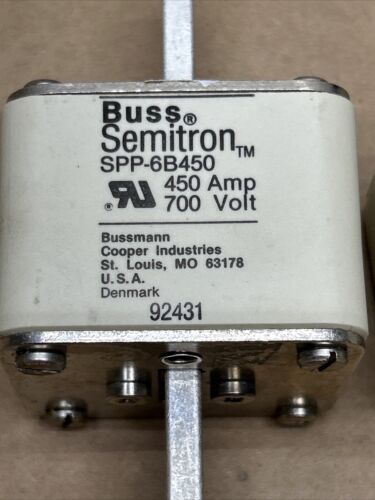 Buss®
Semitron™
SPP-6B450
450 Amp
700 Volt
Bussmann
Cooper Industries
St. Louis, MO 63178
U.S.A.
Denmark
92431